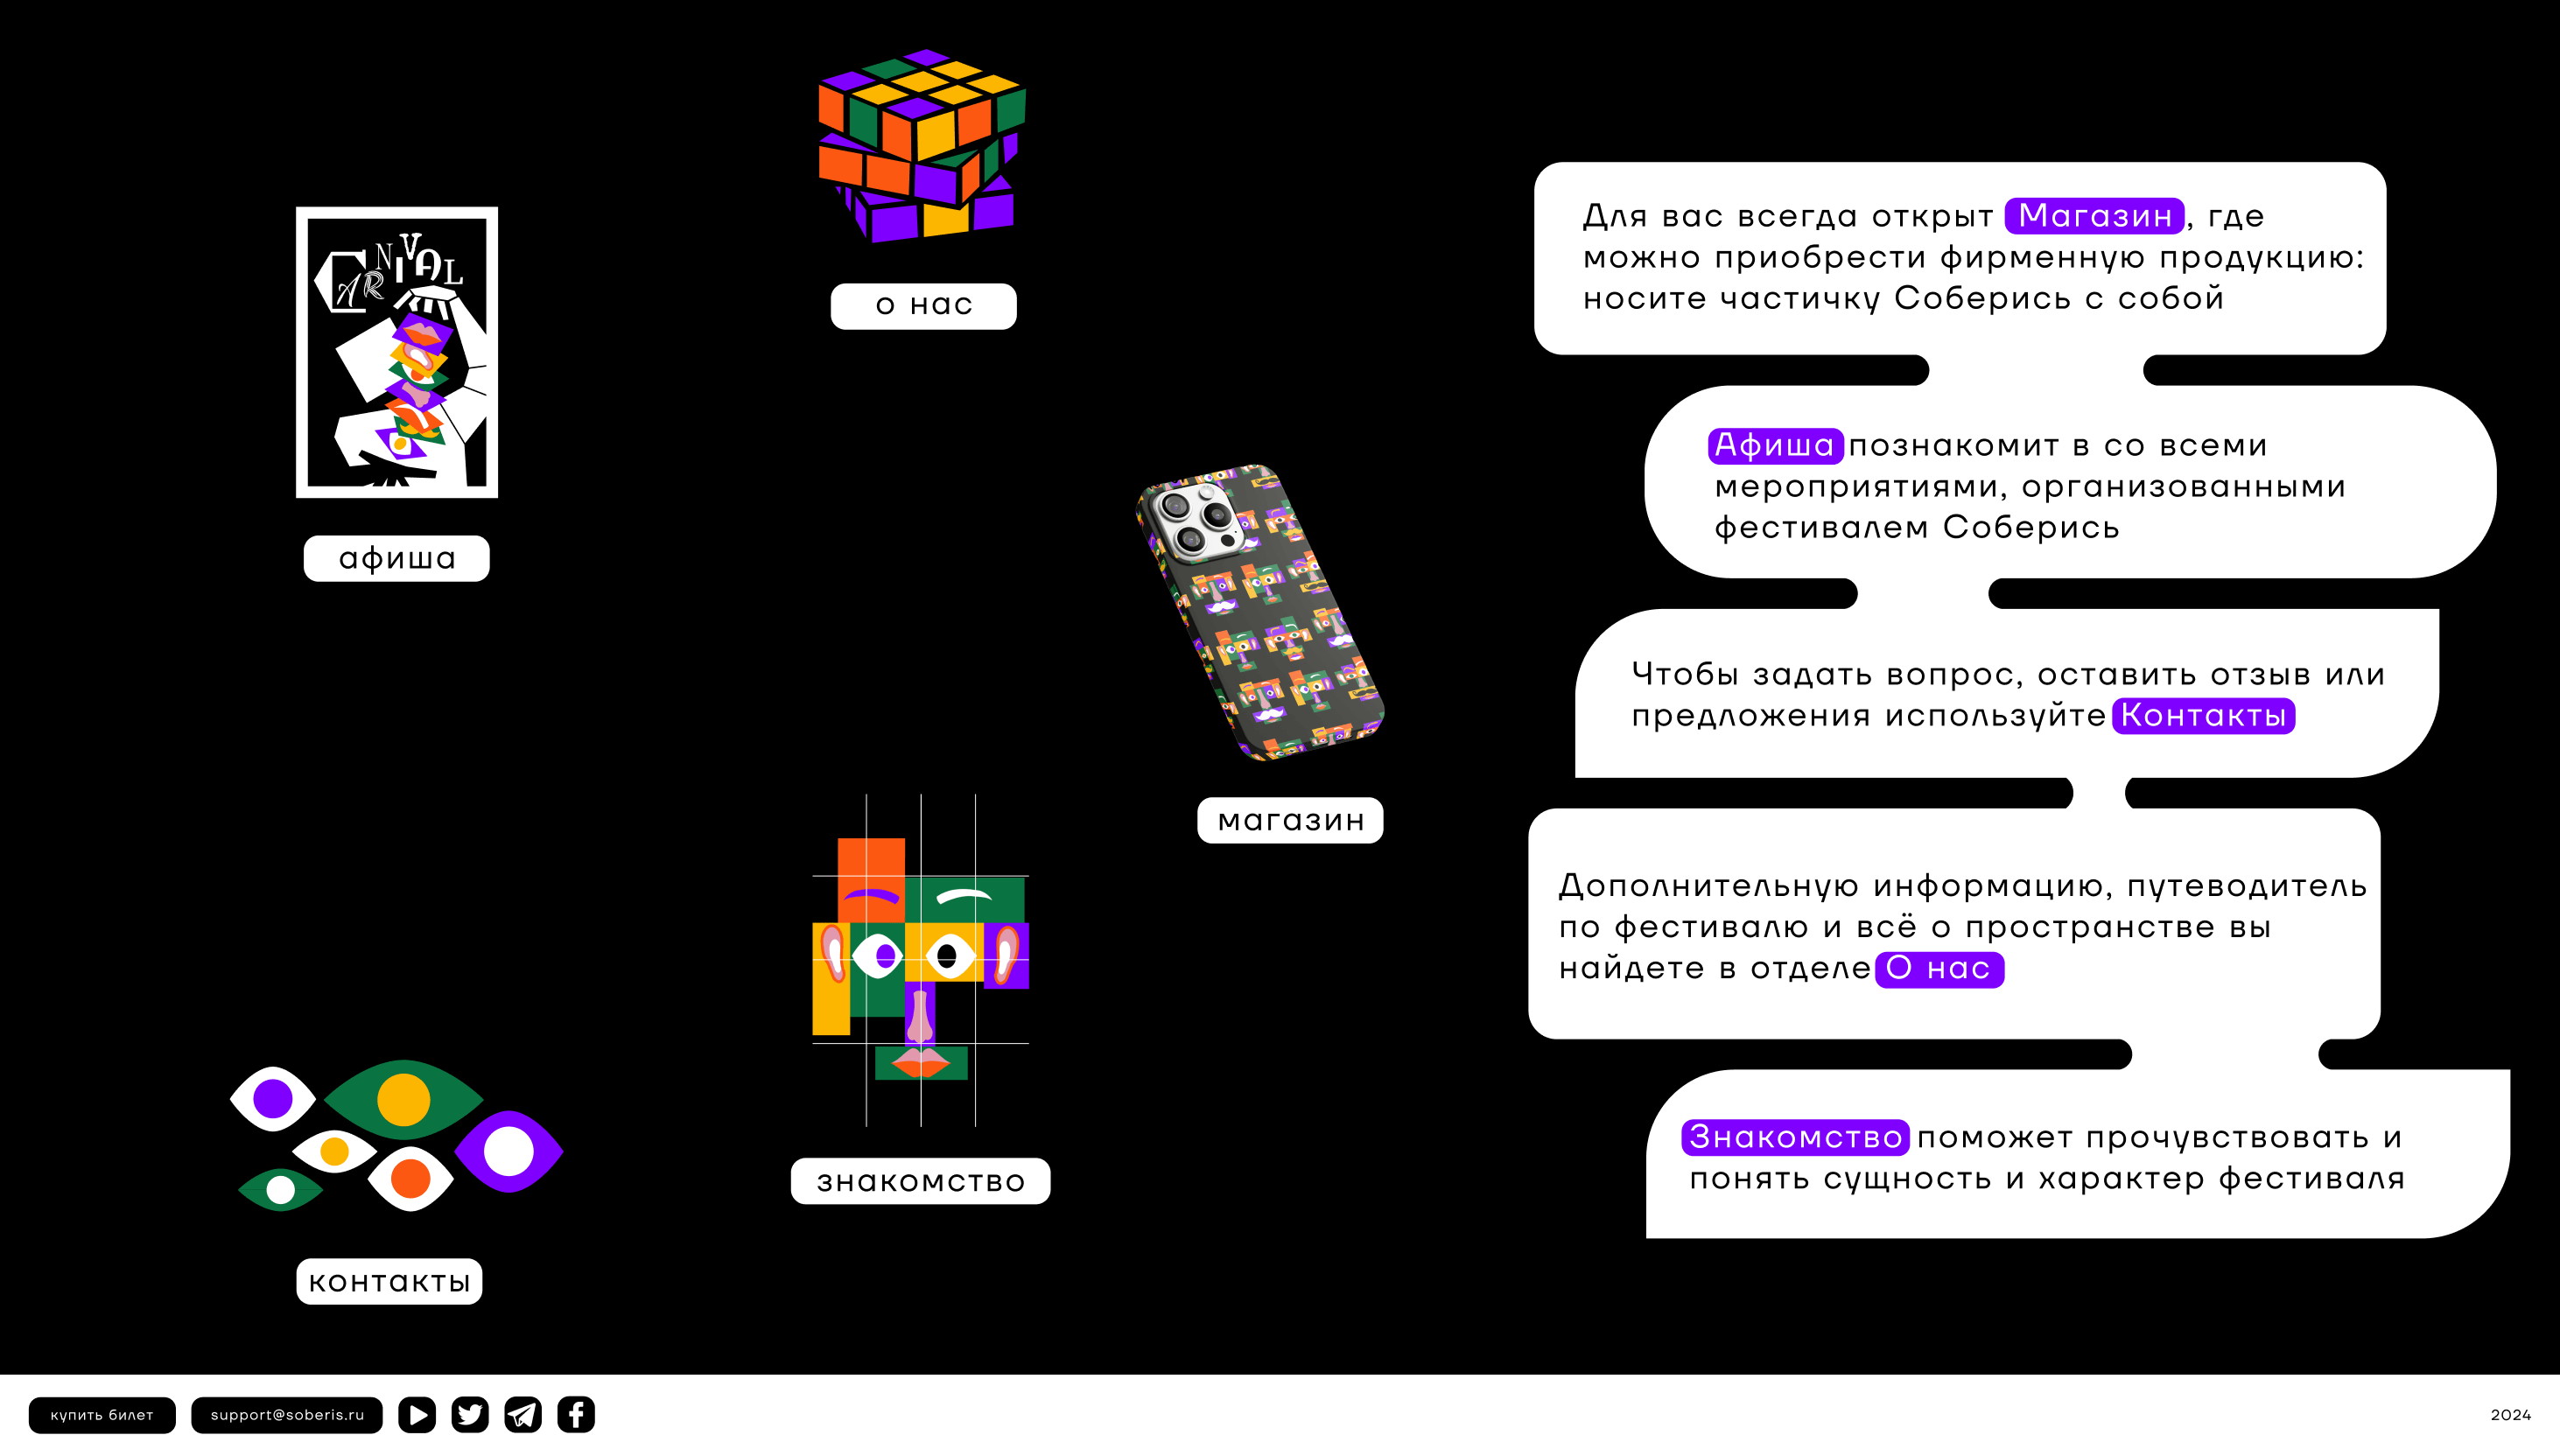 CARNIVAL
о нас
афиша
магазин
знакомство
контакты
Для вас всегда открыт Магазин, где
можно приобрести фирменную продукцию:
носите частичку Соберись с собой
Афиша познакомит в со всеми
мероприятиями, организованными
фестивалем Соберись
Чтобы задать вопрос, оставить отзыв или
предложения используйте Контакты
Дополнительную информацию, путеводитель
по фестивалю и всё о пространстве вы
найдете в отделе О нас
Знакомство поможет прочувствовать и
понять сущность и характер фестиваля
купить билет
support@soberis.ru
2024